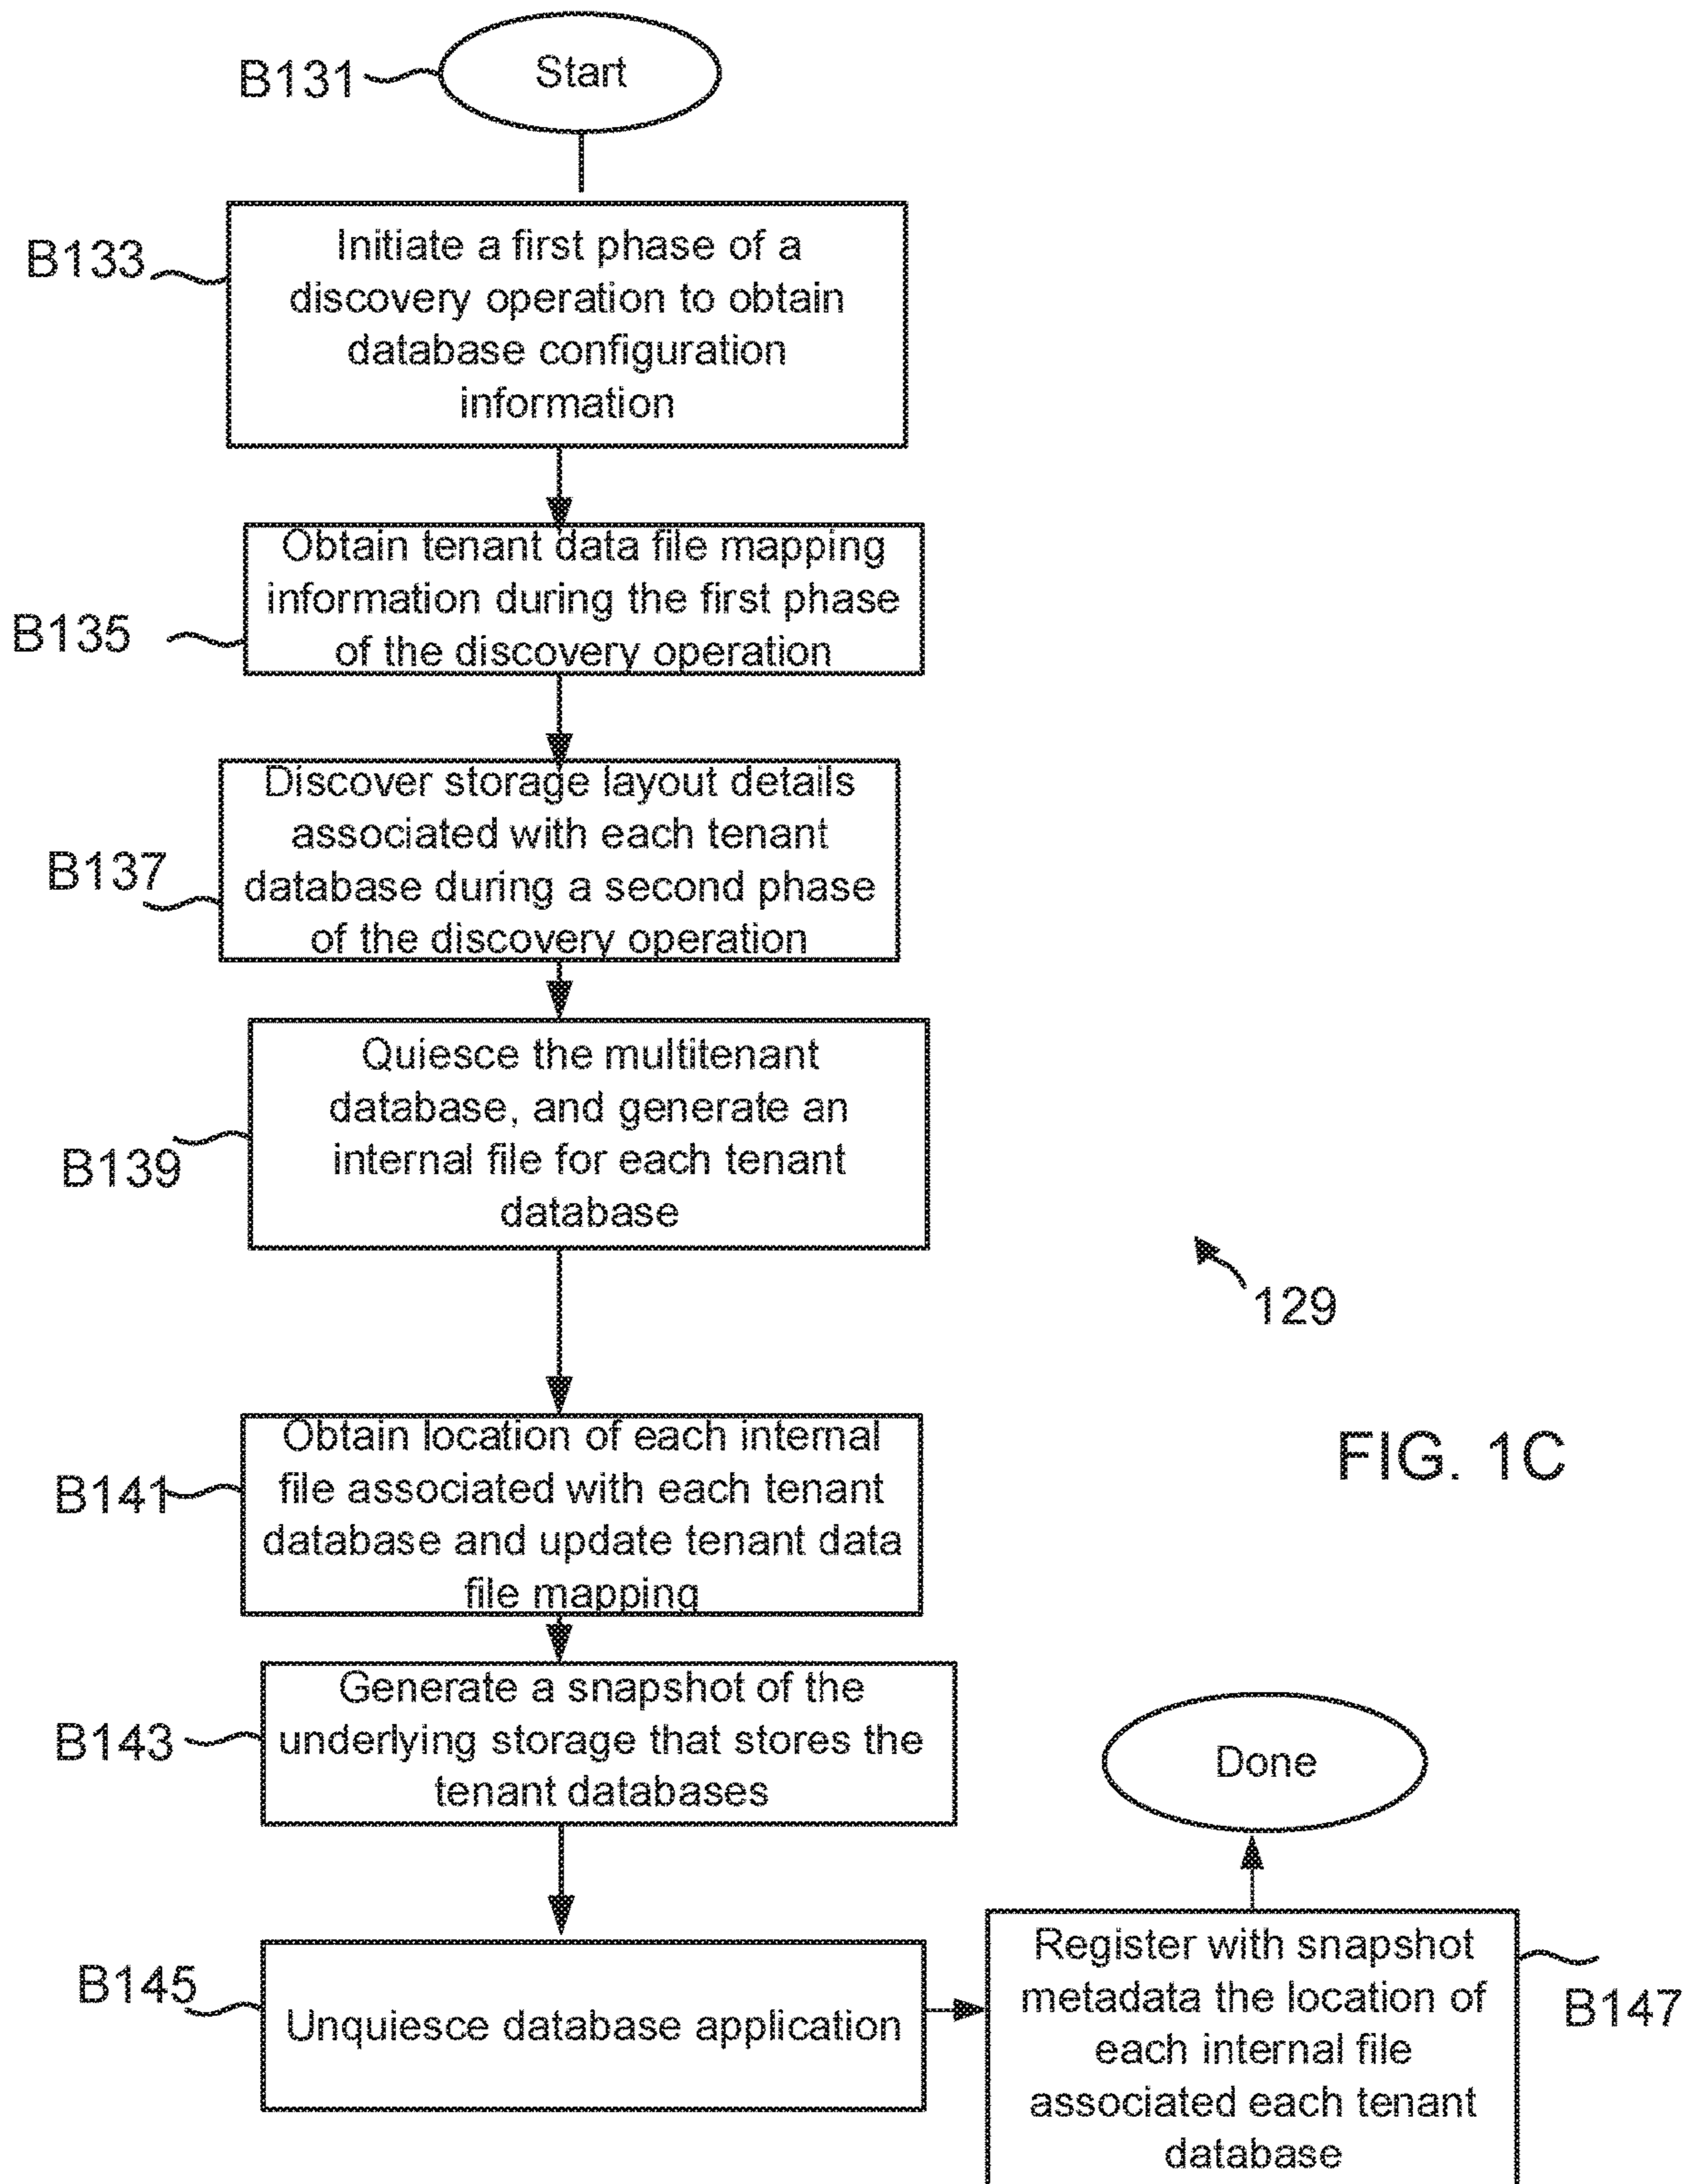 B131
Start
B133
Initiate a first phase of a
discovery operation to obtain
database configuration
information
B135
Obtain tenant data file mapping
information during the first phase
of the discovery operation
B137
Discover storage layout details
associated with each tenant
database during a second phase
of the discovery operation
B139
Quiesce the multitenant
database, and generate an
internal file for each tenant
database
129
FIG. 1C
B141
Obtain location of each internal
file associated with each tenant
database and update tenant data
file mapping
B143
Generate a snapshot of the
underlying storage that stores the
tenant databases
B145
Unquiesce database application
Register with snapshot
metadata the location of
each internal file
associated each tenant
database
B147
Done